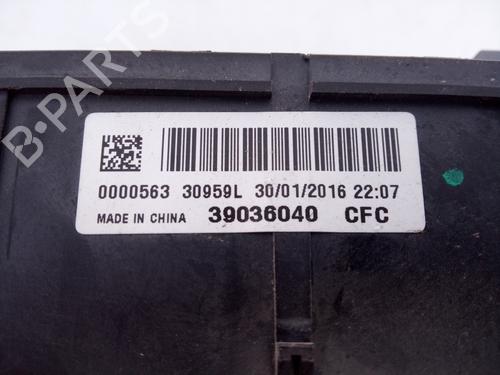 0000563 30959L 30/01/2016 22:07
MADE IN CHINA 39036040 CFC
B-Parts